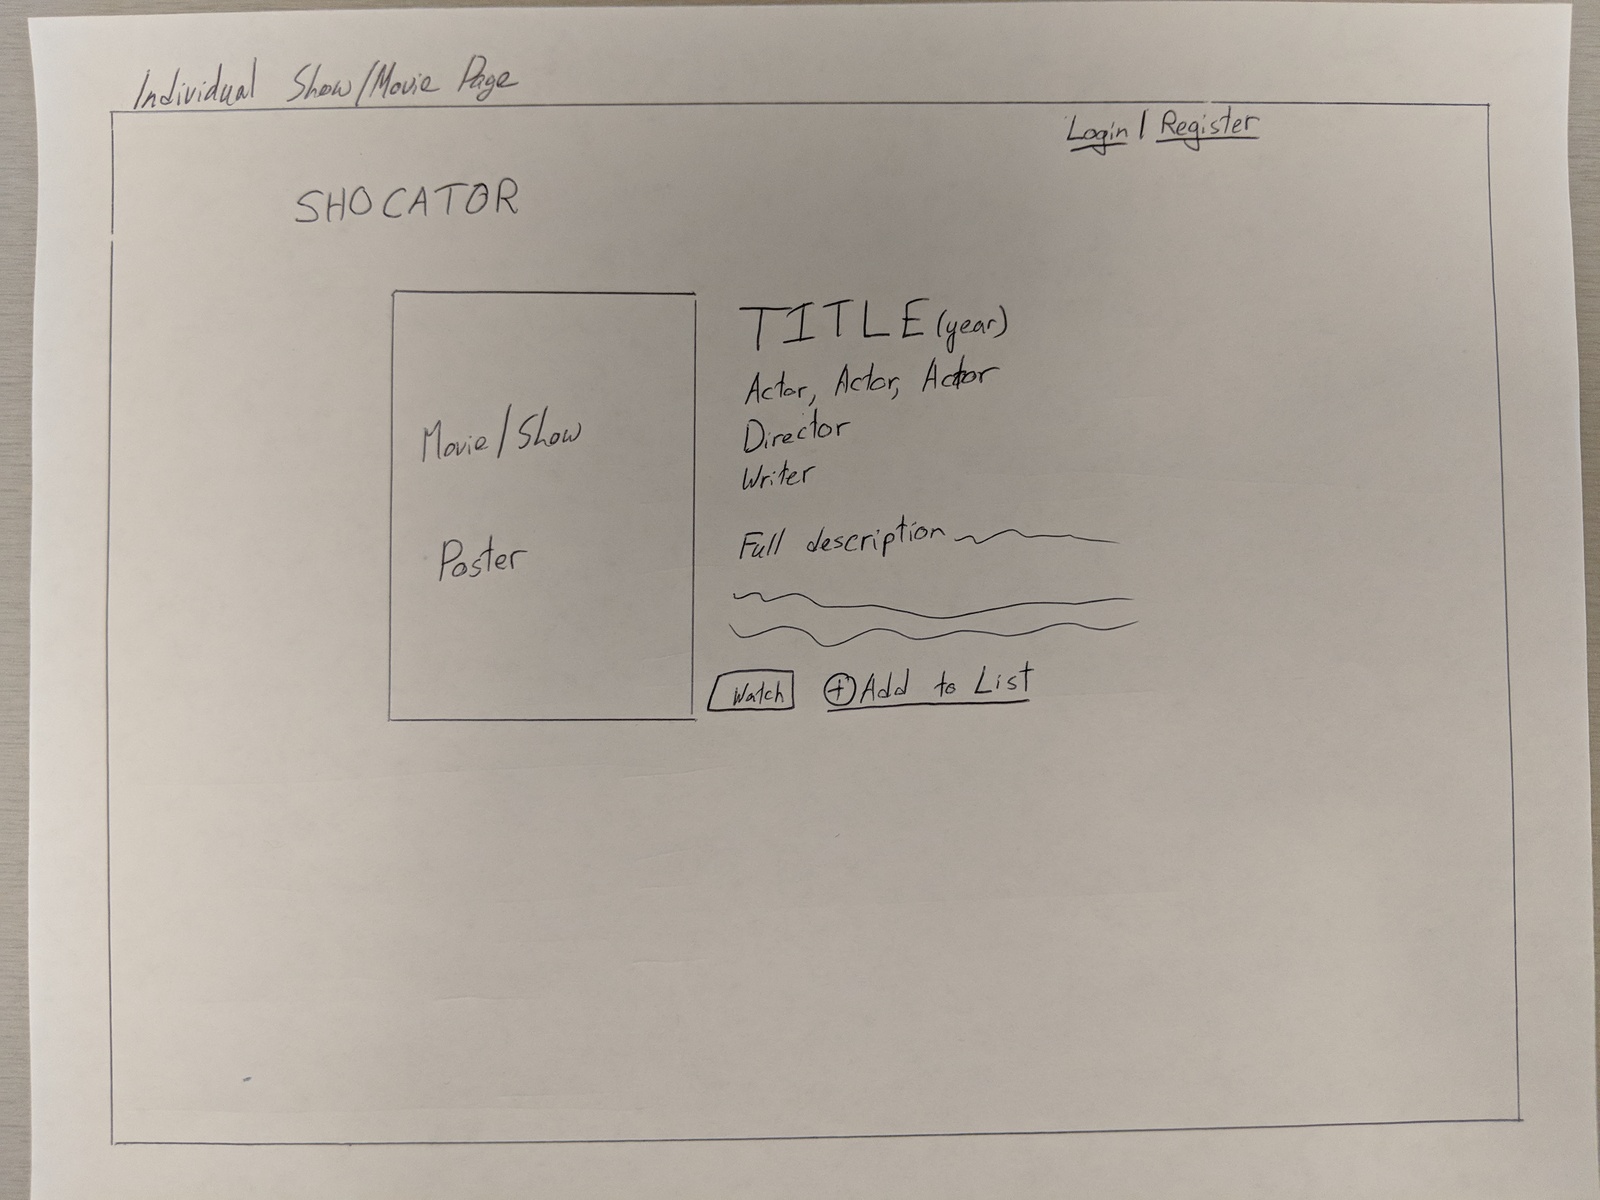 Individual Show/Movie Page
Login | Register
SHOCATOR
Movie/Show
Poster
TITLE (year)
Actor, Actor, Actor
Director
Writer
Full description
Watch
+ Add to List